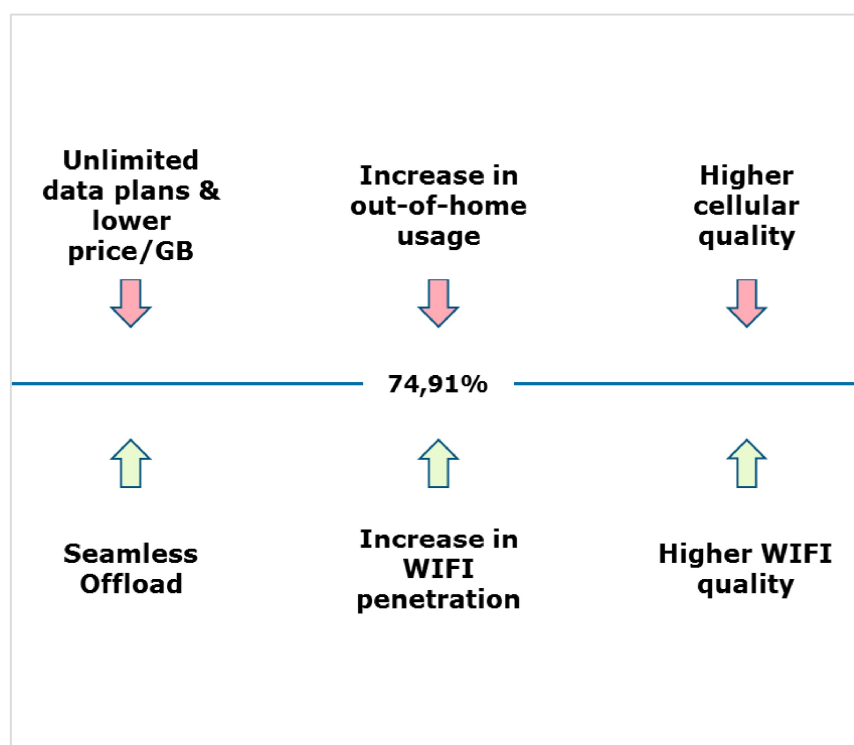 Unlimited
data plans &
lower
price/GB
Increase in
out-of-home
usage
Higher
cellular
quality
74,91%
Seamless
Offload
Increase in
WIFI
penetration
Higher WIFI
quality